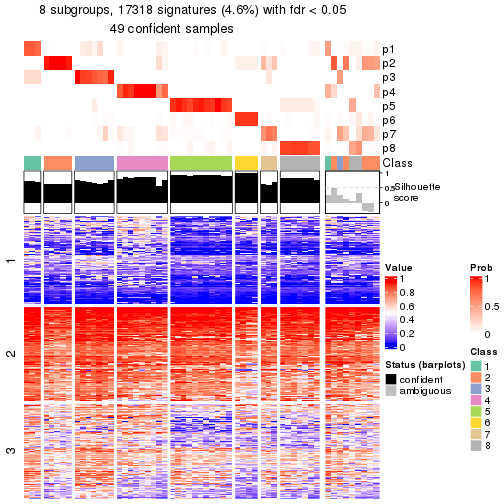 8 subgroups, 17318 signatures (4.6%) with fdr < 0.05
49 confident samples
p1
p2
p3
p4
p5
p6
p7
p8
Class
1
0.5
0
Silhouette
score
1
2
3
Value
1
0.8
0.6
0.4
0.2
0
Status (barplots)
confident
ambiguous
Prob
1
0.5
0
Class
1
2
3
4
5
6
7
8